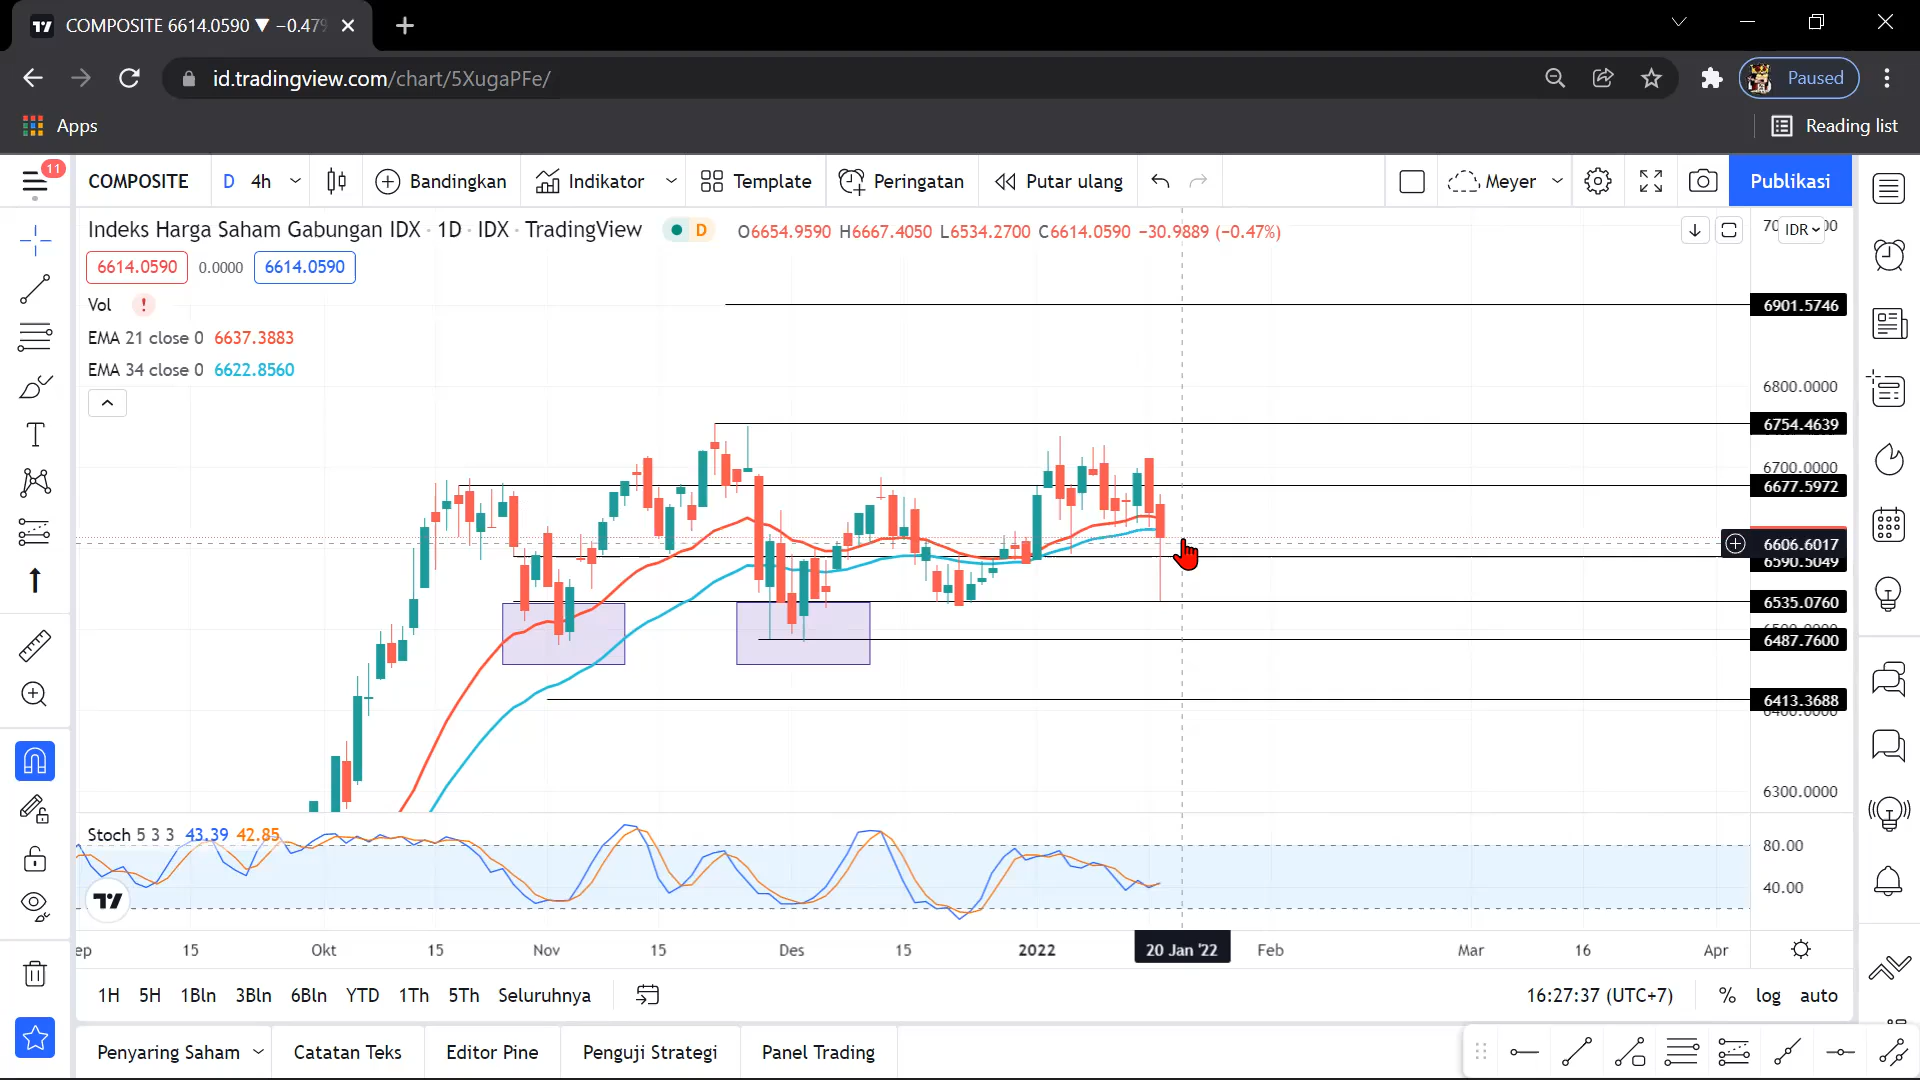 COMPOSITE 6614.0590 ▼ −0.47%
id.tradingview.com/chart/5XugaPFe/
Paused
Apps
Reading list
11
COMPOSITE D 4h Bandingkan Indikator Template Peringatan Putar ulang Meyer Publikasi
Indeks Harga Saham Gabungan IDX · 1D · IDX · TradingView D O6654.9590 H6667.4050 L6534.2700 C6614.0590 −30.9889 (−0.47%)
IDR
6614.0590 0.0000 6614.0590
Vol !
EMA 21 close 0 6637.3883
EMA 34 close 0 6622.8560
6901.5746
6800.0000
6754.4639
6700.0000
6677.5972
6606.6017
6590.5049
6535.0760
6487.7600
6413.3688
6300.0000
Stoch 5 3 3 43.39 42.85
80.00
40.00
15 Okt 15 Nov 15 Des 15 2022 20 Jan '22 Feb Mar 16 Apr
1H 5H 1Bln 3Bln 6Bln YTD 1Th 5Th Seluruhnya
16:27:37 (UTC+7) % log auto
Penyaring Saham Catatan Teks Editor Pine Penguji Strategi Panel Trading